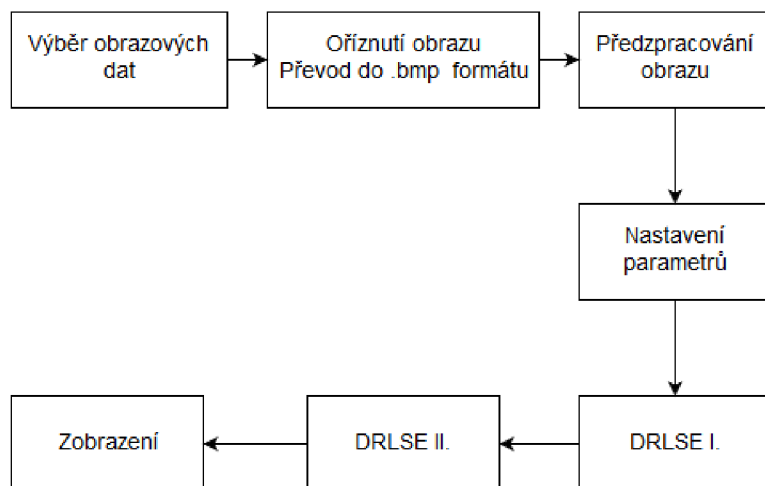 Výběr obrazových
dat
Oříznutí obrazu
Převod do .bmp formátu
Předzpracování
obrazu
Nastavení
parametrů
DRLSE I.
DRLSE II.
Zobrazení